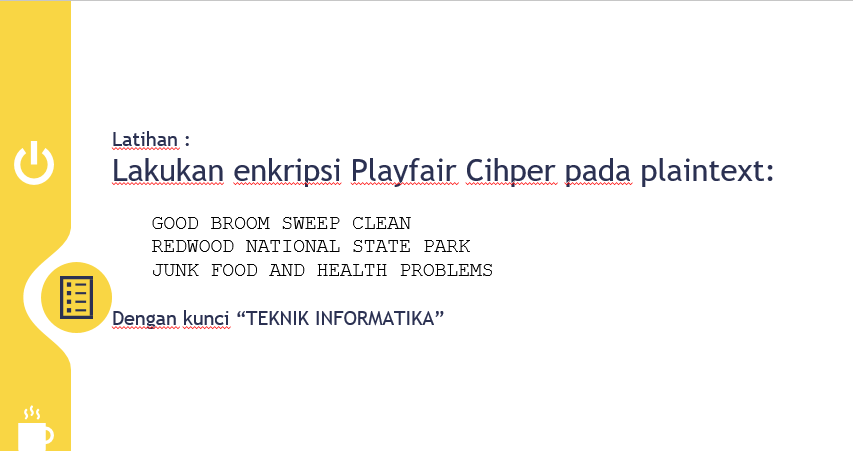 Latihan :
Lakukan enkripsi Playfair Cihper pada plaintext:
GOOD BROOM SWEEP CLEAN
REDWOOD NATIONAL STATE PARK
JUNK FOOD AND HEALTH PROBLEMS
Dengan kunci “TEKNIK INFORMATIKA”